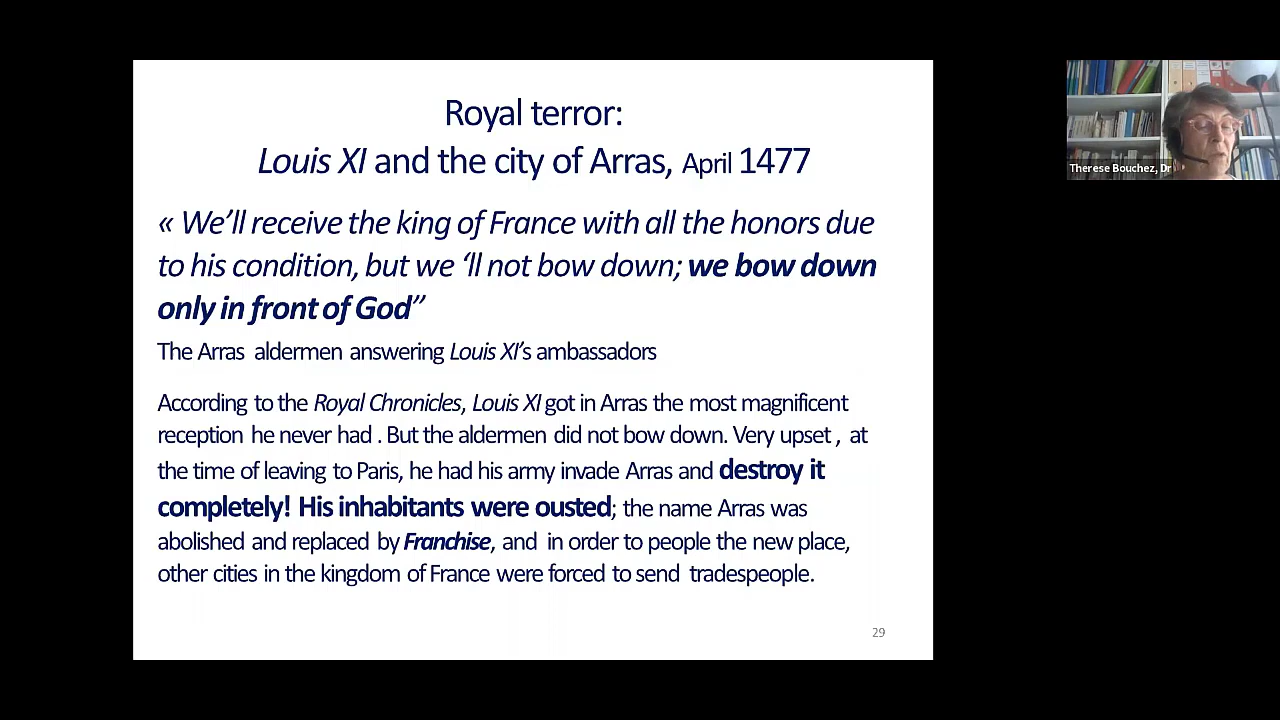 Royal terror:
Louis XI and the city of Arras, April 1477
« We’ll receive the king of France with all the honors due
to his condition, but we ‘ll not bow down; we bow down
only in front of God”
The Arras aldermen answering Louis XI’s ambassadors
According to the Royal Chronicles, Louis XI got in Arras the most magnificent
reception he never had . But the aldermen did not bow down. Very upset , at
the time of leaving to Paris, he had his army invade Arras and destroy it
completely! His inhabitants were ousted; the name Arras was
abolished and replaced by Franchise, and in order to people the new place,
other cities in the kingdom of France were forced to send tradespeople.
29
Therese Bouchez, Dr